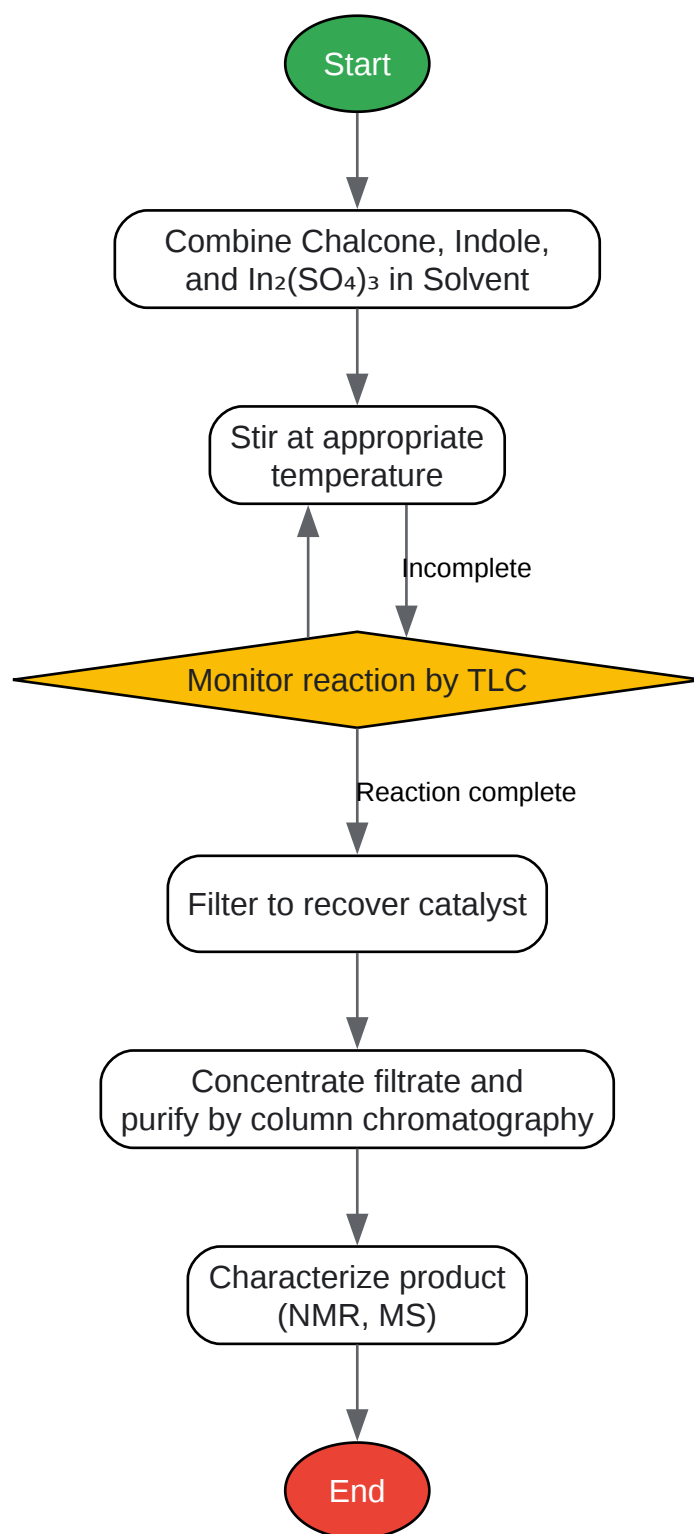 Start
Combine Chalcone, Indole,
and In₂(SO₄)₃ in Solvent
Stir at appropriate
temperature
Incomplete
Monitor reaction by TLC
Reaction complete
Filter to recover catalyst
Concentrate filtrate and
purify by column chromatography
Characterize product
(NMR, MS)
End